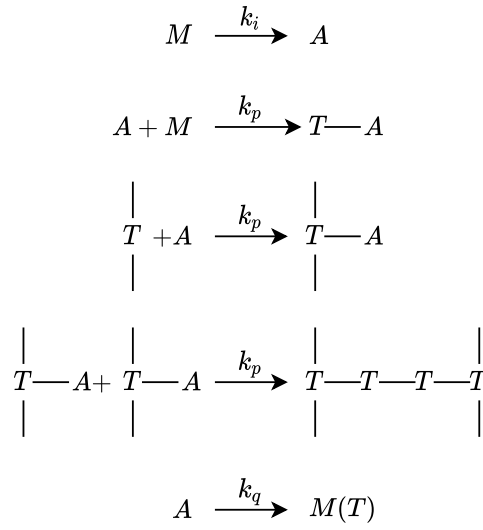 M k_i A
A + M k_p T A
T + A k_p T A
T A + T A k_p T T T T
A k_q M(T)